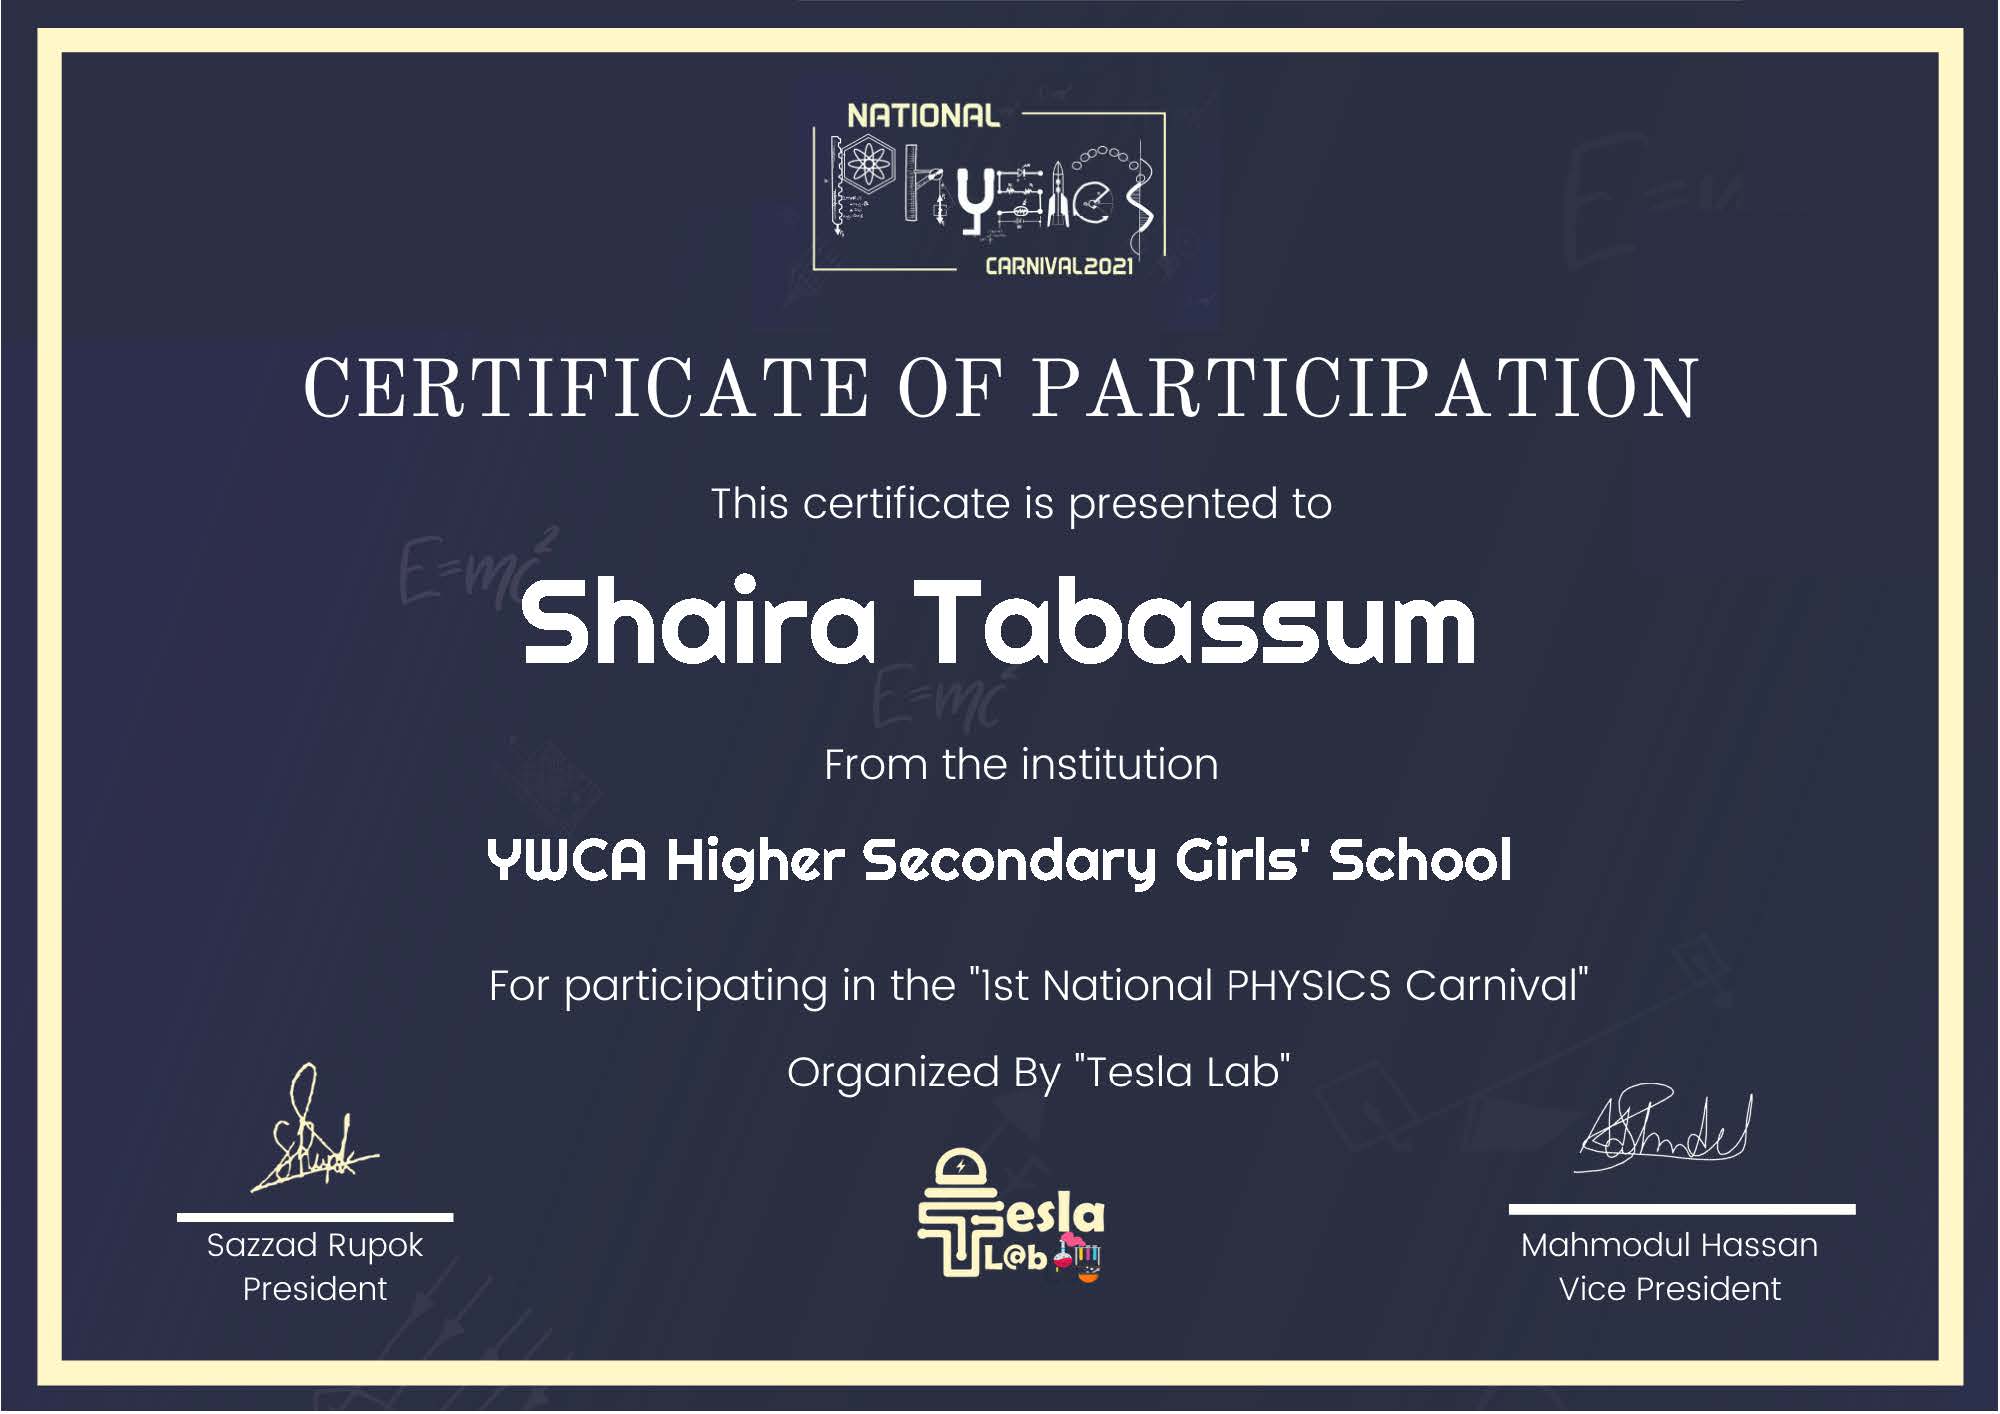 NATIONAL
Physics
CARNIVAL2021
CERTIFICATE OF PARTICIPATION
This certificate is presented to
E=mc²
Shaira Tabassum
E=mc²
From the institution
YWCA Higher Secondary Girls' School
For participating in the "1st National PHYSICS Carnival"
Organized By "Tesla Lab"
Tesla
L@b
Sazzad Rupok
President
Mahmodul Hassan
Vice President